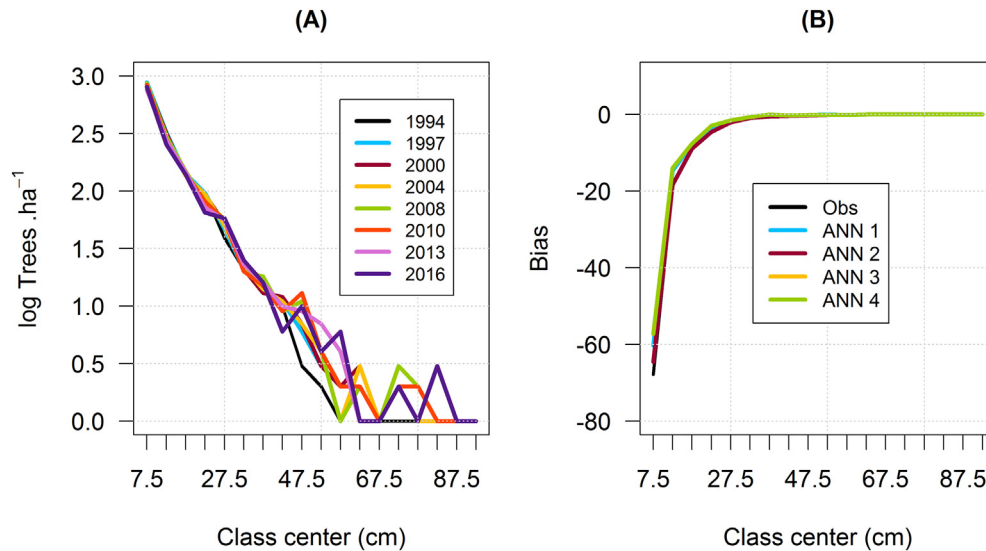 (A)
log Trees .ha⁻¹
3.0
2.5
2.0
1.5
1.0
0.5
0.0
1994
1997
2000
2004
2008
2010
2013
2016
7.5 27.5 47.5 67.5 87.5
Class center (cm)
(B)
Bias
0
-20
-40
-60
-80
Obs
ANN 1
ANN 2
ANN 3
ANN 4
7.5 27.5 47.5 67.5 87.5
Class center (cm)